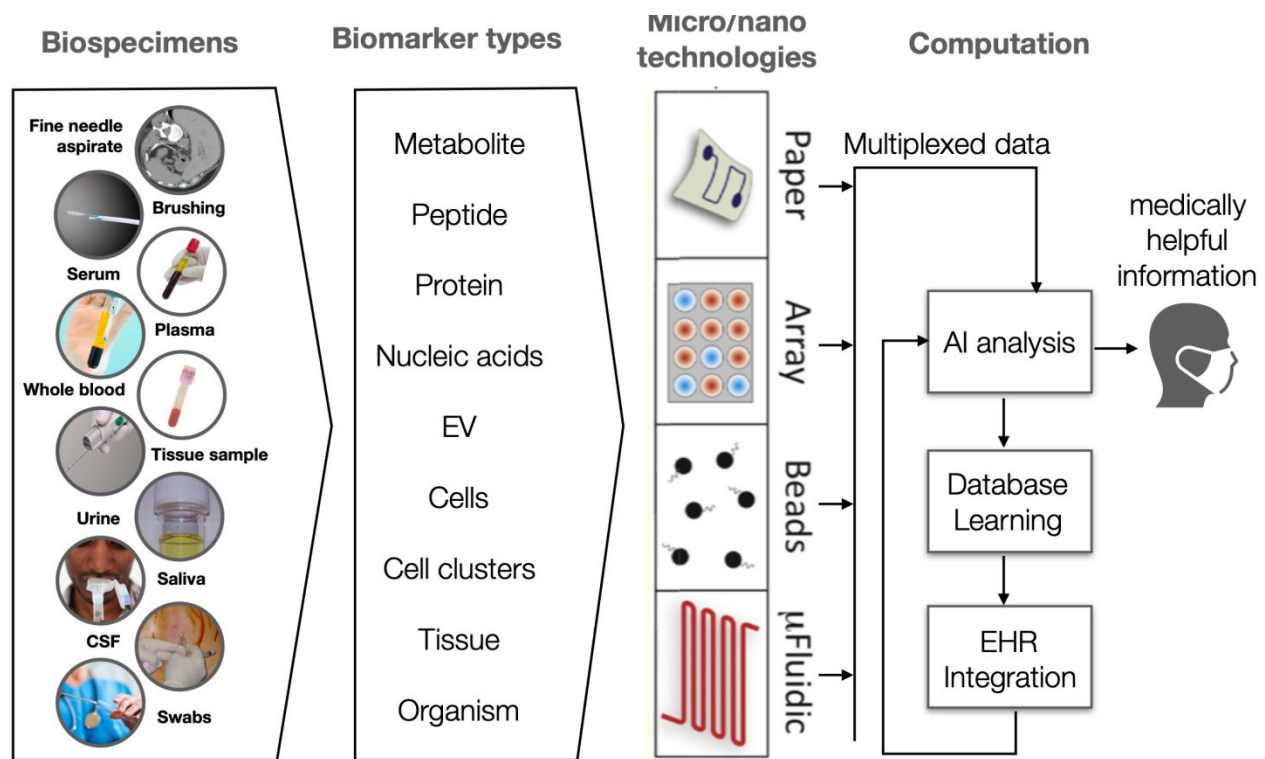 Biospecimens
Biomarker types
Micro/nano
technologies
Computation
Fine needle
aspirate
Brushing
Serum
Plasma
Whole blood
Tissue sample
Urine
Saliva
CSF
Swabs
Metabolite
Peptide
Protein
Nucleic acids
EV
Cells
Cell clusters
Tissue
Organism
Paper
Array
Beads
μFluidic
Multiplexed data
AI analysis
Database
Learning
EHR
Integration
medically
helpful
information